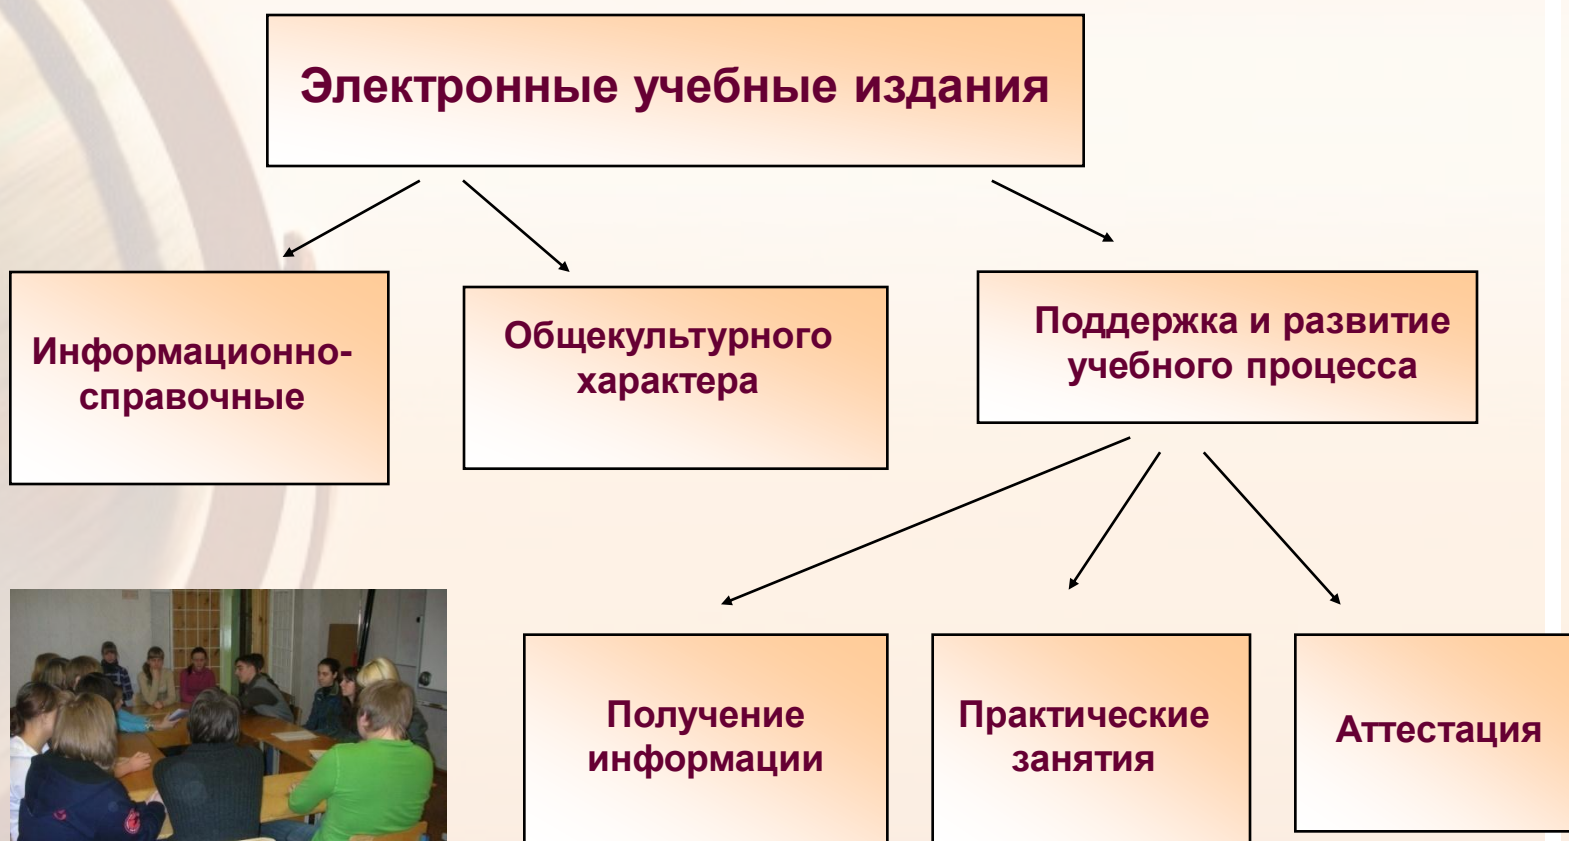 Электронные учебные издания
Информационно-
справочные
Общекультурного
характера
Поддержка и развитие
учебного процесса
Получение
информации
Практические
занятия
Аттестация